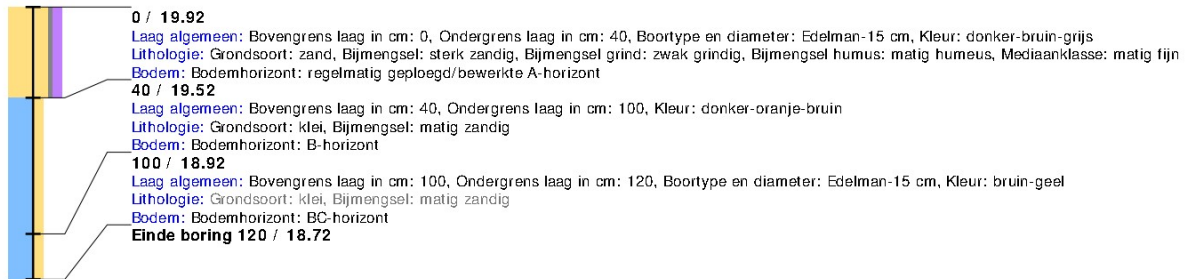 0 / 19.92
Laag algemeen: Bovengrens laag in cm: 0, Ondergrens laag in cm: 40, Boortype en diameter: Edelman-15 cm, Kleur: donker-bruin-grijs
Lithologie: Grondsoort: zand, Bijmengsel: sterk zandig, Bijmengsel grind: zwak grindig, Bijmengsel humus: matig humeus, Mediaanklasse: matig fijn
Bodem: Bodemhorizont: regelmatig geploegd/bewerkte A-horizont
40 / 19.52
Laag algemeen: Bovengrens laag in cm: 40, Ondergrens laag in cm: 100, Kleur: donker-oranje-bruin
Lithologie: Grondsoort: klei, Bijmengsel: matig zandig
Bodem: Bodemhorizont: B-horizont
100 / 18.92
Laag algemeen: Bovengrens laag in cm: 100, Ondergrens laag in cm: 120, Boortype en diameter: Edelman-15 cm, Kleur: bruin-geel
Lithologie: Grondsoort: klei, Bijmengsel: matig zandig
Bodem: Bodemhorizont: BC-horizont
Einde boring 120 / 18.72